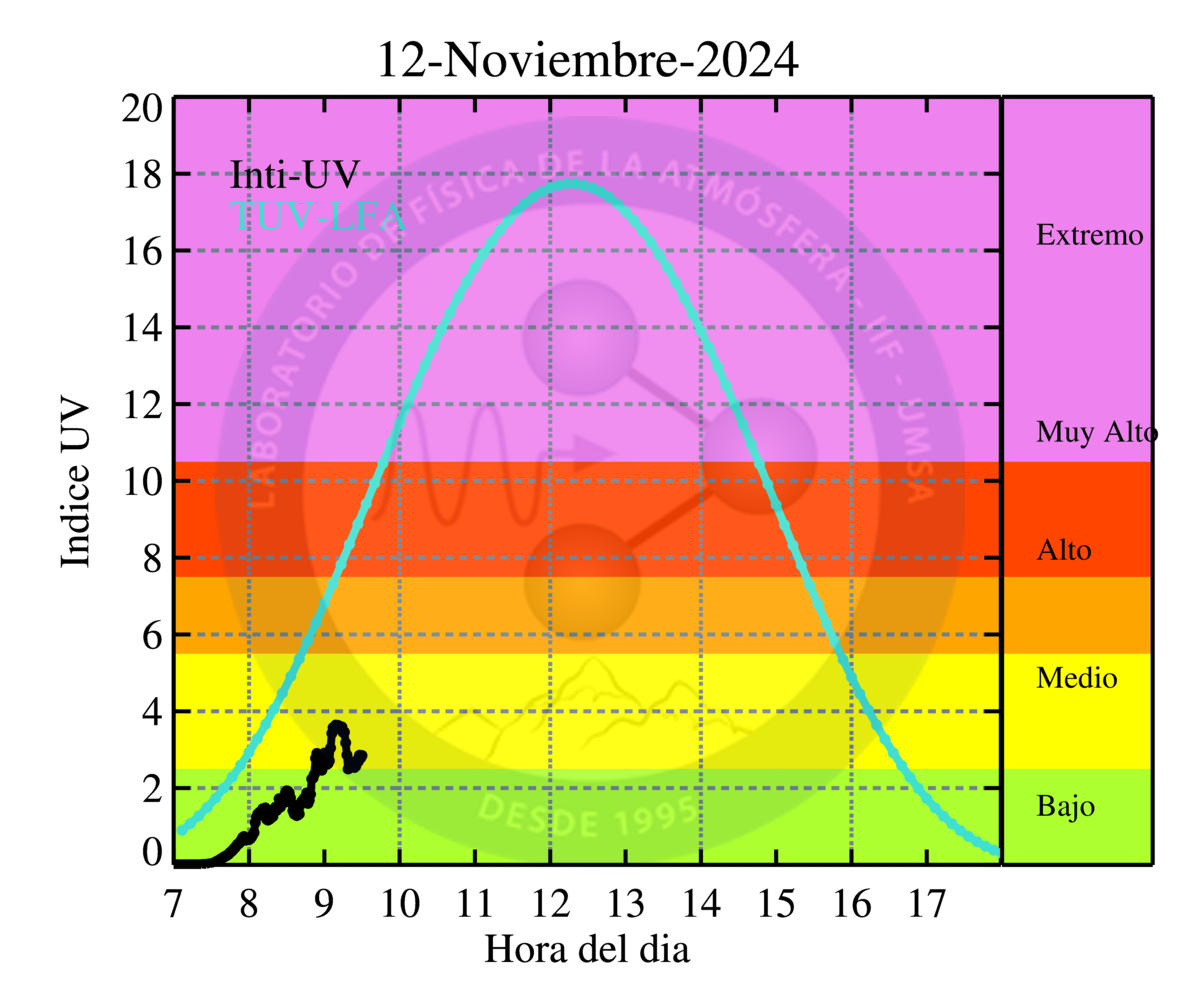 12-Noviembre-2024
20
18
16
14
12
10
8
6
4
2
0
Indice UV
Inti-UV
TUV-LFA
LABORATORIO DE FÍSICA DE LA ATMÓSFERA - IIF - UMSA
DESDE 1995
Extremo
Muy Alto
Alto
Medio
Bajo
7 8 9 10 11 12 13 14 15 16 17
Hora del dia